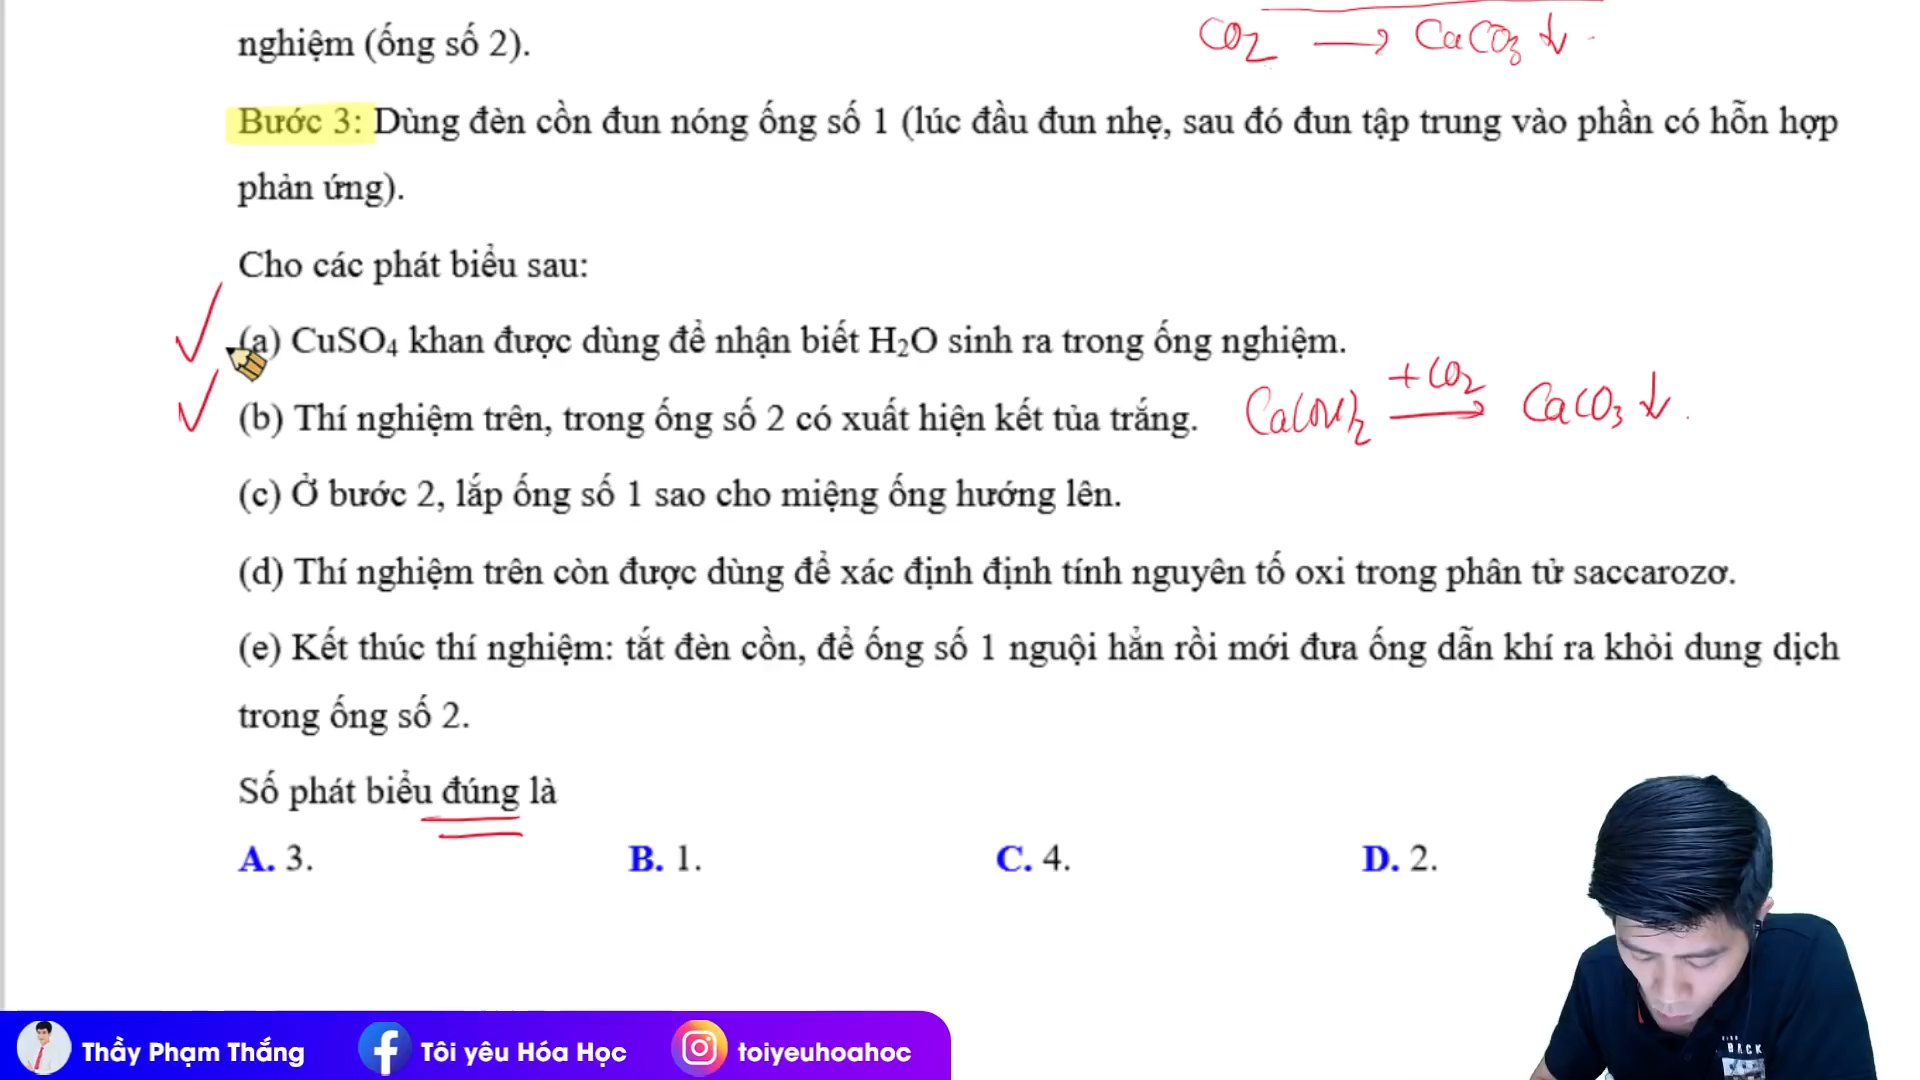 nghiệm (ống số 2).
CO2 → CaCO3 ↓
Bước 3: Dùng đèn cồn đun nóng ống số 1 (lúc đầu đun nhẹ, sau đó đun tập trung vào phần có hỗn hợp
phản ứng).
Cho các phát biểu sau:
(a) CuSO4 khan được dùng để nhận biết H2O sinh ra trong ống nghiệm.
(b) Thí nghiệm trên, trong ống số 2 có xuất hiện kết tủa trắng.
Ca(OH)2 +CO2 → CaCO3 ↓
(c) Ở bước 2, lắp ống số 1 sao cho miệng ống hướng lên.
(d) Thí nghiệm trên còn được dùng để xác định định tính nguyên tố oxi trong phân tử saccarozơ.
(e) Kết thúc thí nghiệm: tắt đèn cồn, để ống số 1 nguội hẳn rồi mới đưa ống dẫn khí ra khỏi dung dịch
trong ống số 2.
Số phát biểu đúng là
A. 3. B. 1. C. 4. D. 2.
BACK
Thầy Phạm Thắng Tôi yêu Hóa Học toiyeuhoahoc